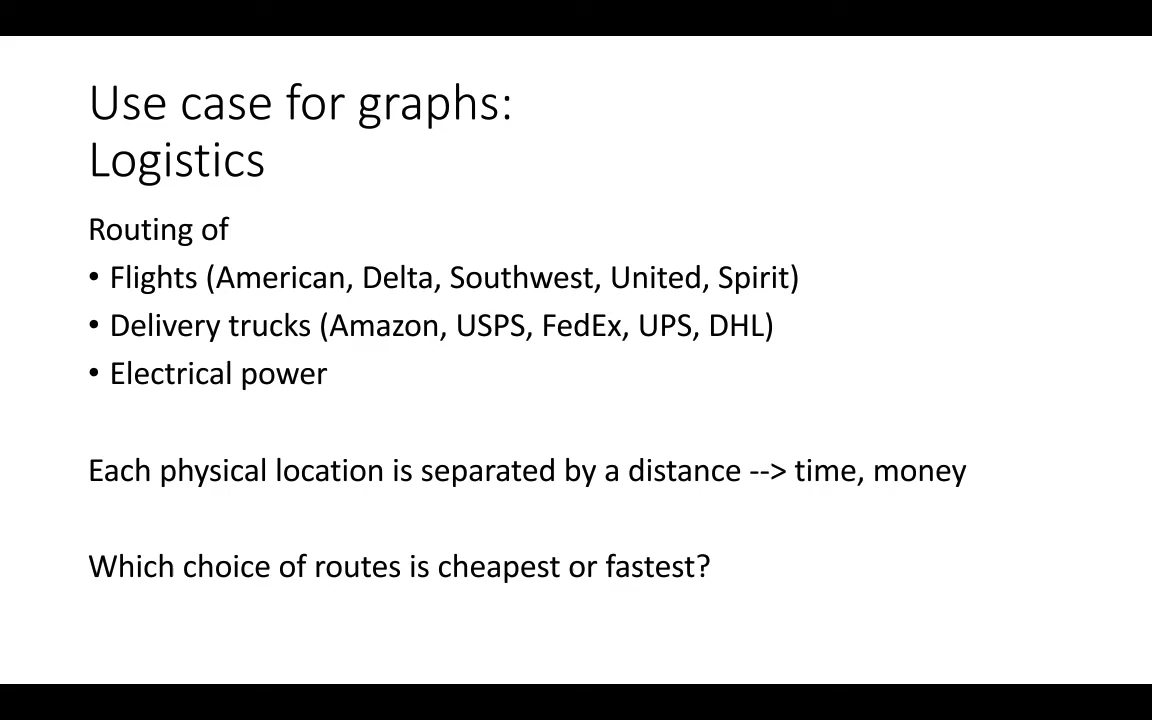 Use case for graphs:
Logistics
Routing of
• Flights (American, Delta, Southwest, United, Spirit)
• Delivery trucks (Amazon, USPS, FedEx, UPS, DHL)
• Electrical power
Each physical location is separated by a distance --> time, money
Which choice of routes is cheapest or fastest?